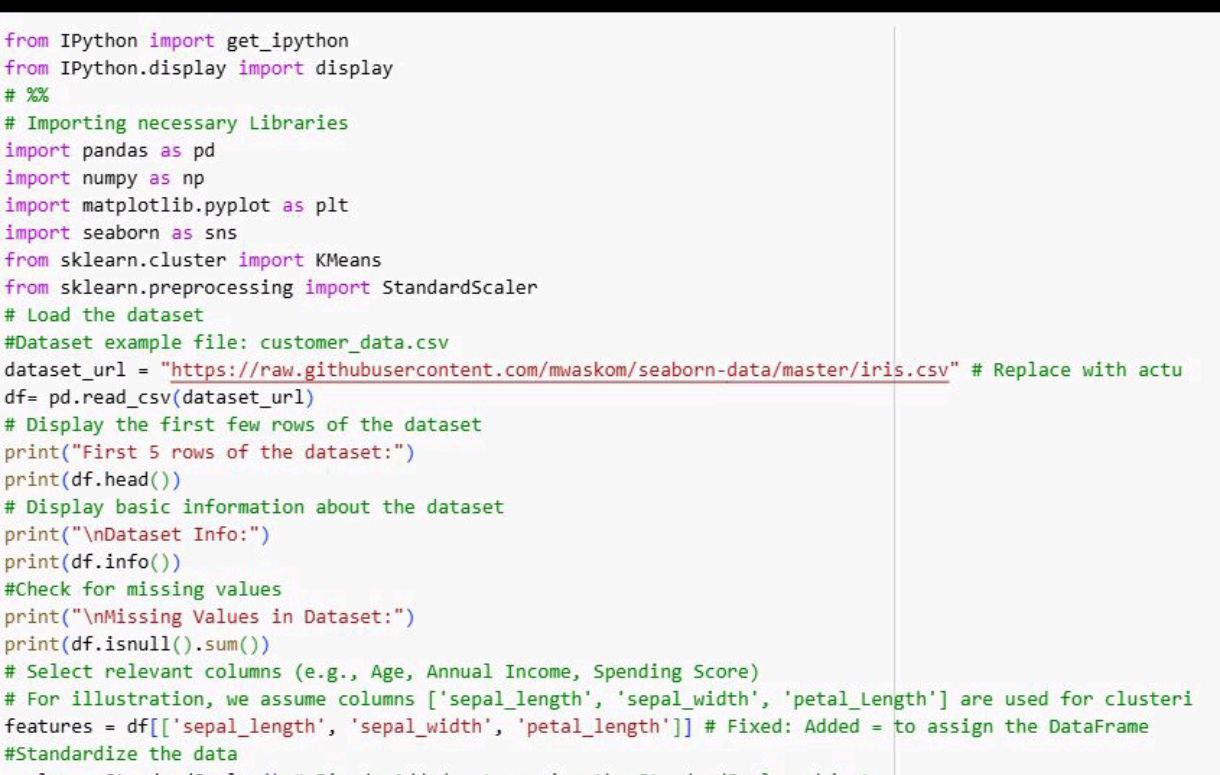 from IPython import get_ipython
from IPython.display import display
# %%
# Importing necessary Libraries
import pandas as pd
import numpy as np
import matplotlib.pyplot as plt
import seaborn as sns
from sklearn.cluster import KMeans
from sklearn.preprocessing import StandardScaler
# Load the dataset
#Dataset example file: customer_data.csv
dataset_url = "https://raw.githubusercontent.com/mwaskom/seaborn-data/master/iris.csv" # Replace with actu
df= pd.read_csv(dataset_url)
# Display the first few rows of the dataset
print("First 5 rows of the dataset:")
print(df.head())
# Display basic information about the dataset
print("\nDataset Info:")
print(df.info())
#Check for missing values
print("\nMissing Values in Dataset:")
print(df.isnull().sum())
# Select relevant columns (e.g., Age, Annual Income, Spending Score)
# For illustration, we assume columns ['sepal_length', 'sepal_width', 'petal_Length'] are used for clusteri
features = df[['sepal_length', 'sepal_width', 'petal_length']] # Fixed: Added = to assign the DataFrame
#Standardize the data